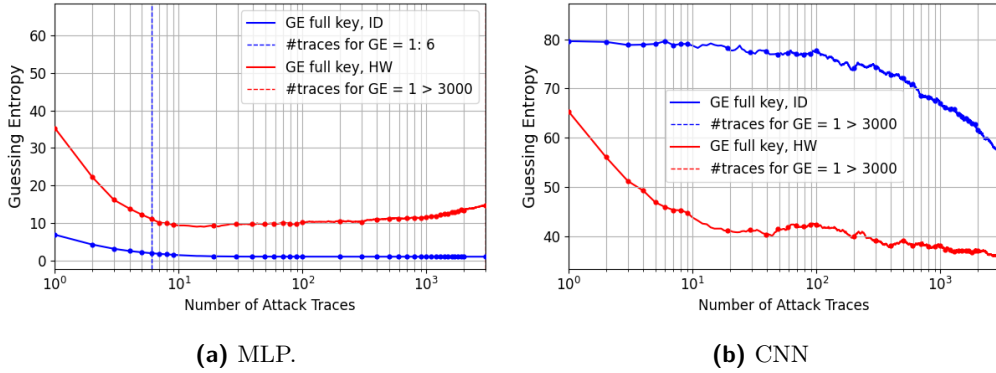 GE full key, ID
#traces for GE = 1: 6
GE full key, HW
#traces for GE = 1 > 3000
60
50
40
30
20
10
0
Guessing Entropy
10^0
10^1
10^2
10^3
Number of Attack Traces
(a) MLP.
80
70
60
50
40
Guessing Entropy
GE full key, ID
#traces for GE = 1 > 3000
GE full key, HW
#traces for GE = 1 > 3000
10^0
10^1
10^2
10^3
Number of Attack Traces
(b) CNN